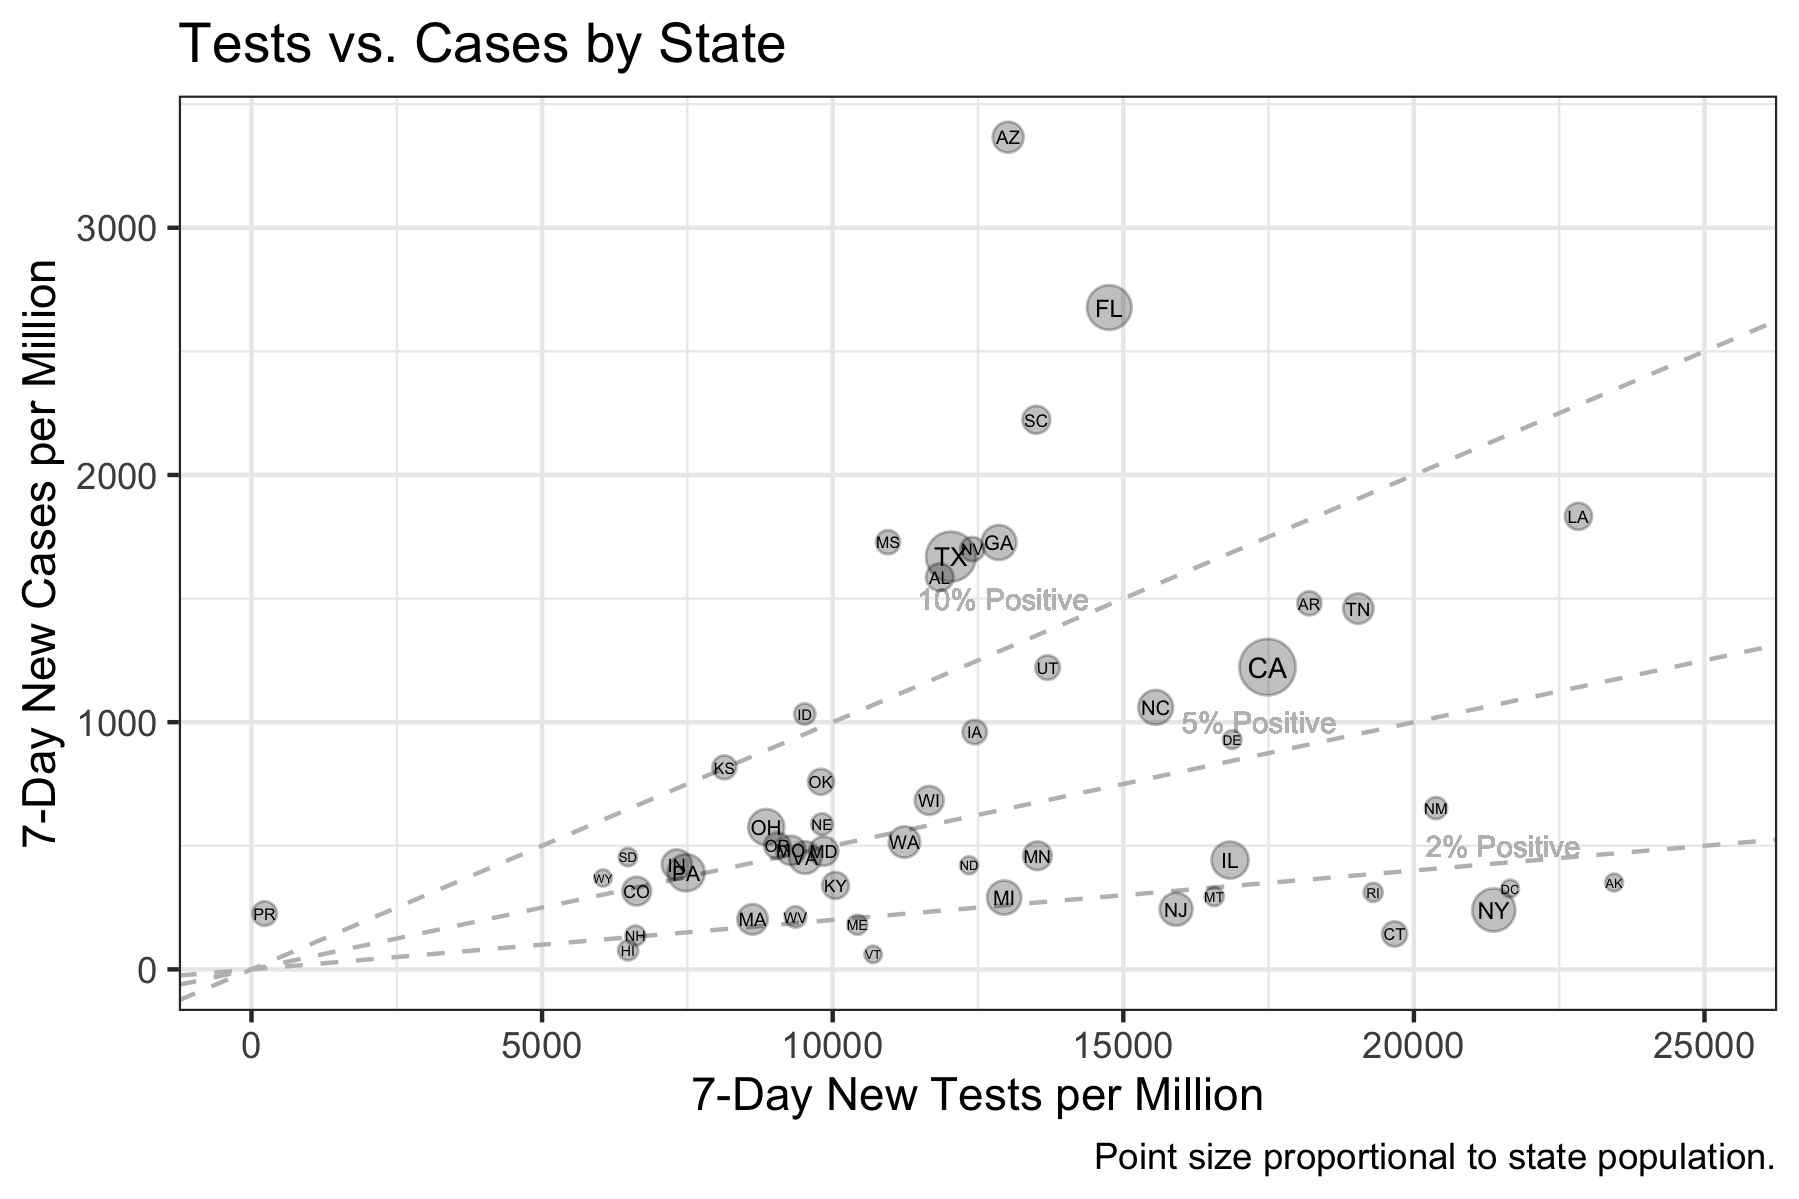 Tests vs. Cases by State
7-Day New Cases per Million
3000
2000
1000
0
AZ
FL
SC
LA
MS
TX
NV
GA
AL
10% Positive
AR
TN
UT
CA
NC
ID
5% Positive
IA
DE
KS
OK
WI
NM
OH
NE
WA
2% Positive
OR
MO
VA
MD
SD
IN
PA
ND
MN
IL
WY
CO
KY
AK
MI
MT
RI
DC
PR
MA
WV
ME
NJ
NY
NH
HI
VT
CT
0
5000
10000
15000
20000
25000
7-Day New Tests per Million
Point size proportional to state population.